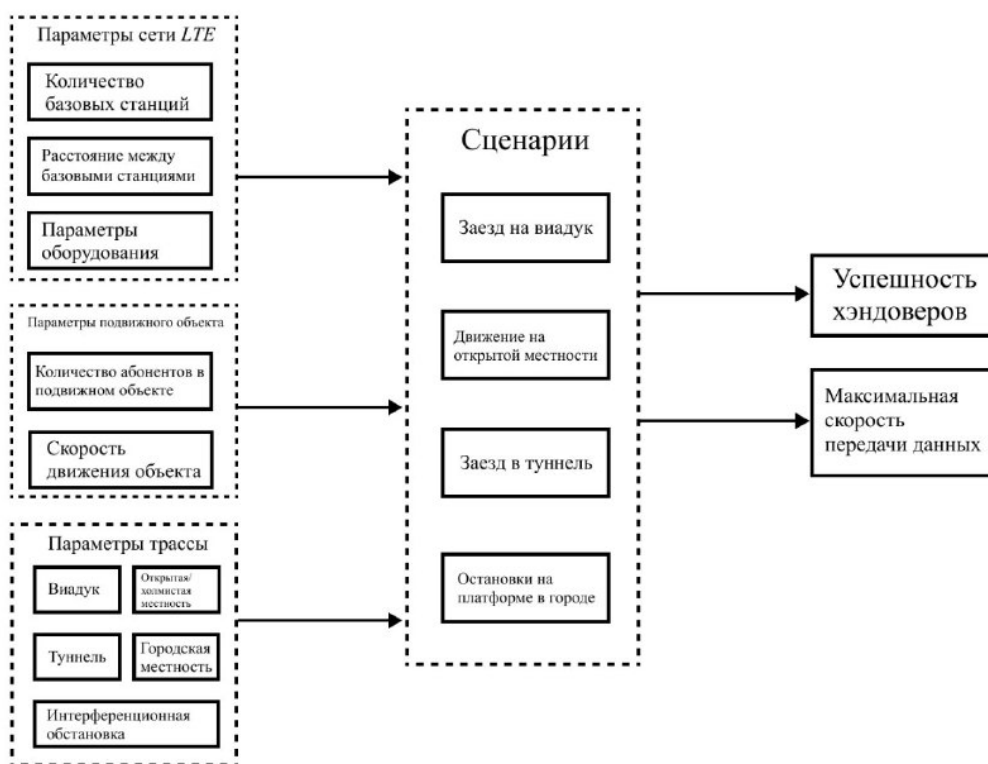 Параметры сети LTE
Количество
базовых станций
Расстояние между
базовыми станциями
Параметры
оборудования
Параметры подвижного объекта
Количество абонентов в
подвижном объекте
Скорость
движения объекта
Параметры трассы
Виадук
Открытая/
холмистая
местность
Туннель
Городская
местность
Интерференционная
обстановка
Сценарии
Заезд на виадук
Движение на
открытой местности
Заезд в туннель
Остановки на
платформе в городе
Успешность
хэндоверов
Максимальная
скорость
передачи данных